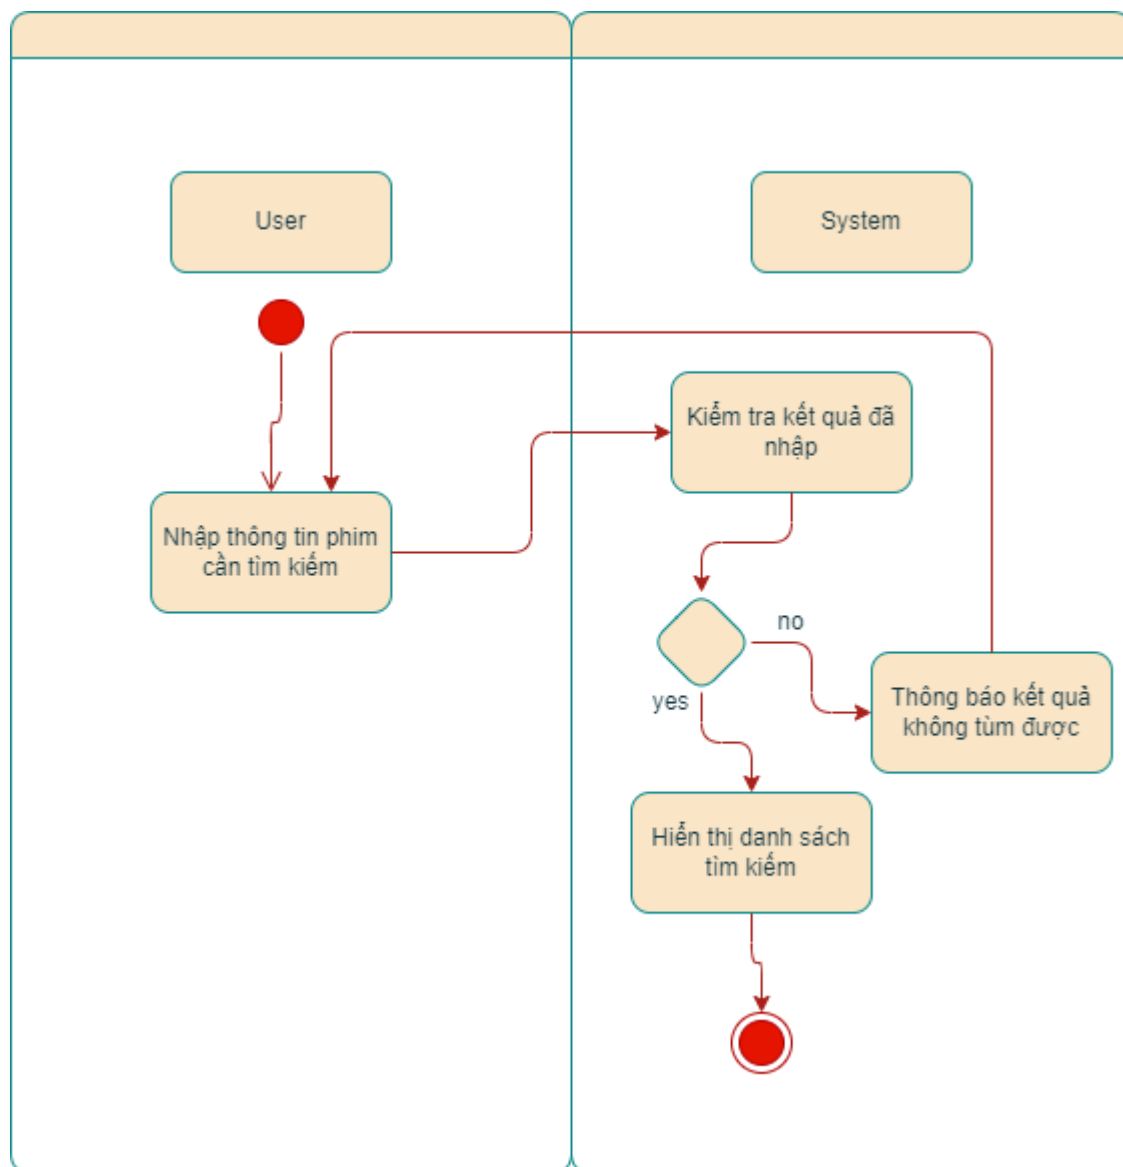 User
System
Kiểm tra kết quả đã
nhập
Nhập thông tin phim
cần tìm kiếm
no
yes
Thông báo kết quả
không tùm được
Hiển thị danh sách
tìm kiếm